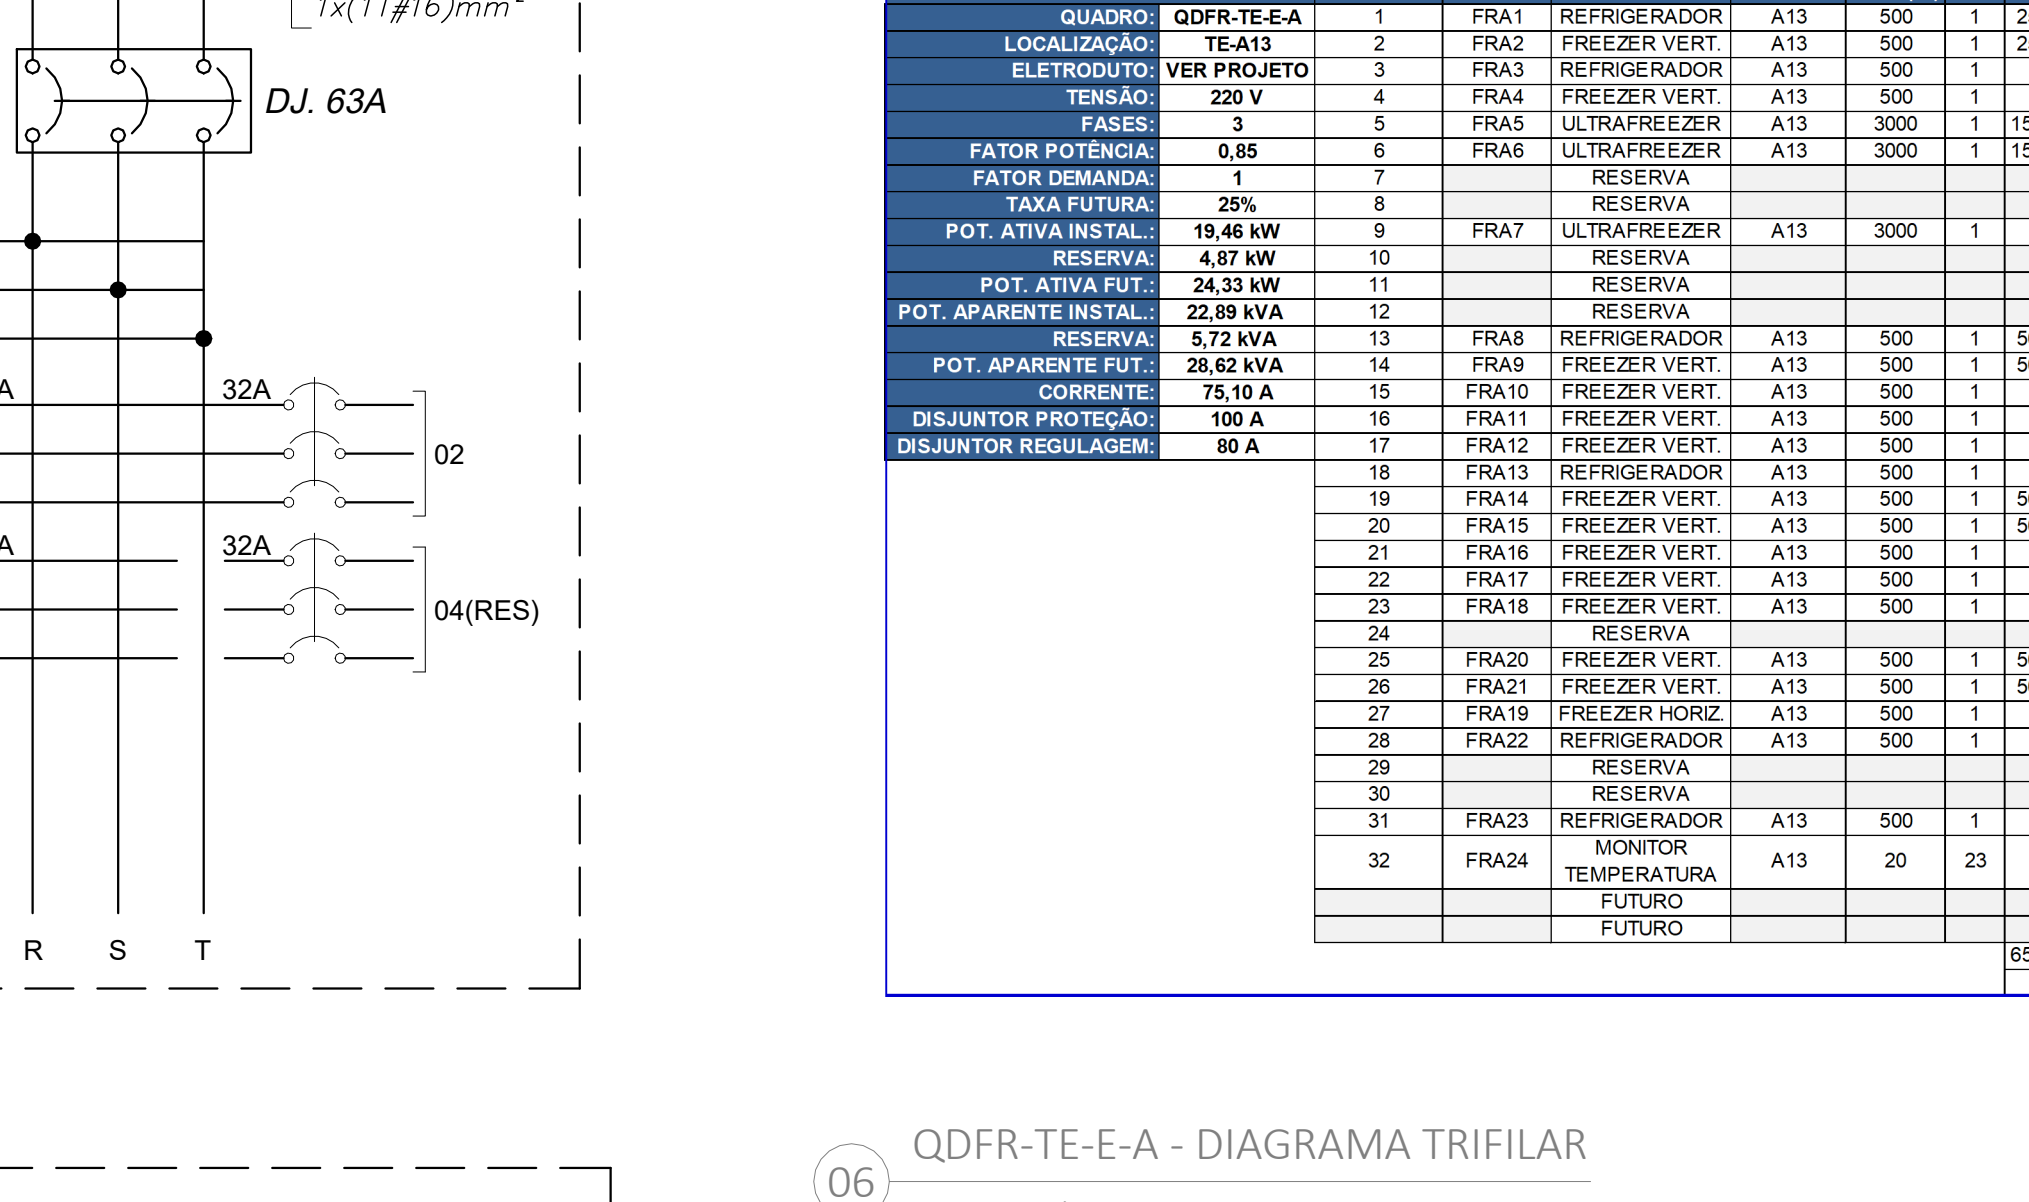 1x(1T#16)mm²
DJ. 63A
A
32A
02
A
32A
04(RES)
R S T
QUADRO: QDFR-TE-E-A 1 FRA1 REFRIGERADOR A13 500 1
LOCALIZAÇÃO: TE-A13 2 FRA2 FREEZER VERT. A13 500 1
ELETRODUTO: VER PROJETO 3 FRA3 REFRIGERADOR A13 500 1
TENSÃO: 220 V 4 FRA4 FREEZER VERT. A13 500 1
FASES: 3 5 FRA5 ULTRAFREEZER A13 3000 1
FATOR POTÊNCIA: 0,85 6 FRA6 ULTRAFREEZER A13 3000 1
FATOR DEMANDA: 1 7 RESERVA
TAXA FUTURA: 25% 8 RESERVA
POT. ATIVA INSTAL.: 19,46 kW 9 FRA7 ULTRAFREEZER A13 3000 1
RESERVA: 4,87 kW 10 RESERVA
POT. ATIVA FUT.: 24,33 kW 11 RESERVA
POT. APARENTE INSTAL.: 22,89 kVA 12 RESERVA
RESERVA: 5,72 kVA 13 FRA8 REFRIGERADOR A13 500 1
POT. APARENTE FUT.: 28,62 kVA 14 FRA9 FREEZER VERT. A13 500 1
CORRENTE: 75,10 A 15 FRA10 FREEZER VERT. A13 500 1
DISJUNTOR PROTEÇÃO: 100 A 16 FRA11 FREEZER VERT. A13 500 1
DISJUNTOR REGULAGEM: 80 A 17 FRA12 FREEZER VERT. A13 500 1
18 FRA13 REFRIGERADOR A13 500 1
19 FRA14 FREEZER VERT. A13 500 1
20 FRA15 FREEZER VERT. A13 500 1
21 FRA16 FREEZER VERT. A13 500 1
22 FRA17 FREEZER VERT. A13 500 1
23 FRA18 FREEZER VERT. A13 500 1
24 RESERVA
25 FRA20 FREEZER VERT. A13 500 1
26 FRA21 FREEZER VERT. A13 500 1
27 FRA19 FREEZER HORIZ. A13 500 1
28 FRA22 REFRIGERADOR A13 500 1
29 RESERVA
30 RESERVA
31 FRA23 REFRIGERADOR A13 500 1
32 FRA24 MONITOR TEMPERATURA A13 20 23
FUTURO
FUTURO
06 QDFR-TE-E-A - DIAGRAMA TRIFILAR